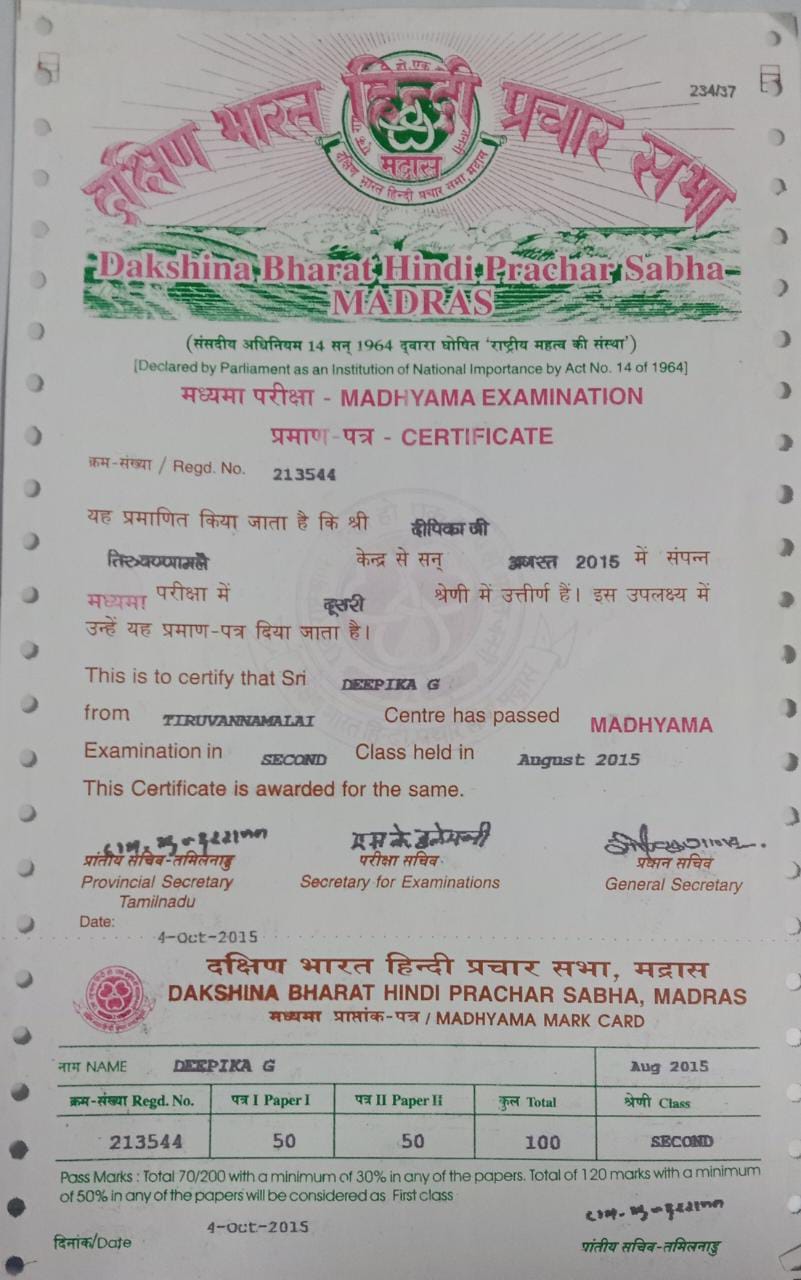 234/37
दक्षिण भारत हिन्दी प्रचार सभा
मद्रास
दक्षिण भारत हिन्दी प्रचार सभा मद्रास
Dakshina Bharat Hindi Prachar Sabha
MADRAS
(संसदीय अधिनियम 14 सन् 1964 द्वारा घोषित 'राष्ट्रीय महत्व की संस्था')
[Declared by Parliament as an Institution of National Importance by Act No. 14 of 1964]
मध्यमा परीक्षा - MADHYAMA EXAMINATION
प्रमाण-पत्र - CERTIFICATE
क्रम-संख्या / Regd. No. 213544
यह प्रमाणित किया जाता है कि श्री दीपिका जी
तिरुवण्णामलै केन्द्र से सन् अगस्त 2015 में संपन्न
मध्यमा परीक्षा में दूसरी श्रेणी में उत्तीर्ण हैं। इस उपलक्ष्य में
उन्हें यह प्रमाण-पत्र दिया जाता है।
This is to certify that Sri DEEPIKA G
from TIRUVANNAMALAI Centre has passed MADHYAMA
Examination in SECOND Class held in August 2015
This Certificate is awarded for the same.
प्रांतीय सचिव-तमिलनाडु परीक्षा सचिव प्रधान सचिव
Provincial Secretary Secretary for Examinations General Secretary
Tamilnadu
Date:
4-Oct-2015
दक्षिण भारत हिन्दी प्रचार सभा, मद्रास
DAKSHINA BHARAT HINDI PRACHAR SABHA, MADRAS
मध्यमा प्राप्तांक-पत्र / MADHYAMA MARK CARD
नाम NAME DEEPIKA G Aug 2015
क्रम-संख्या Regd. No. पत्र I Paper I पत्र II Paper II कुल Total श्रेणी Class
213544 50 50 100 SECOND
Pass Marks : Total 70/200 with a minimum of 30% in any of the papers. Total of 120 marks with a minimum
of 50% in any of the papers will be considered as First class
4-Oct-2015
दिनांक/Date प्रांतीय सचिव-तमिलनाडु